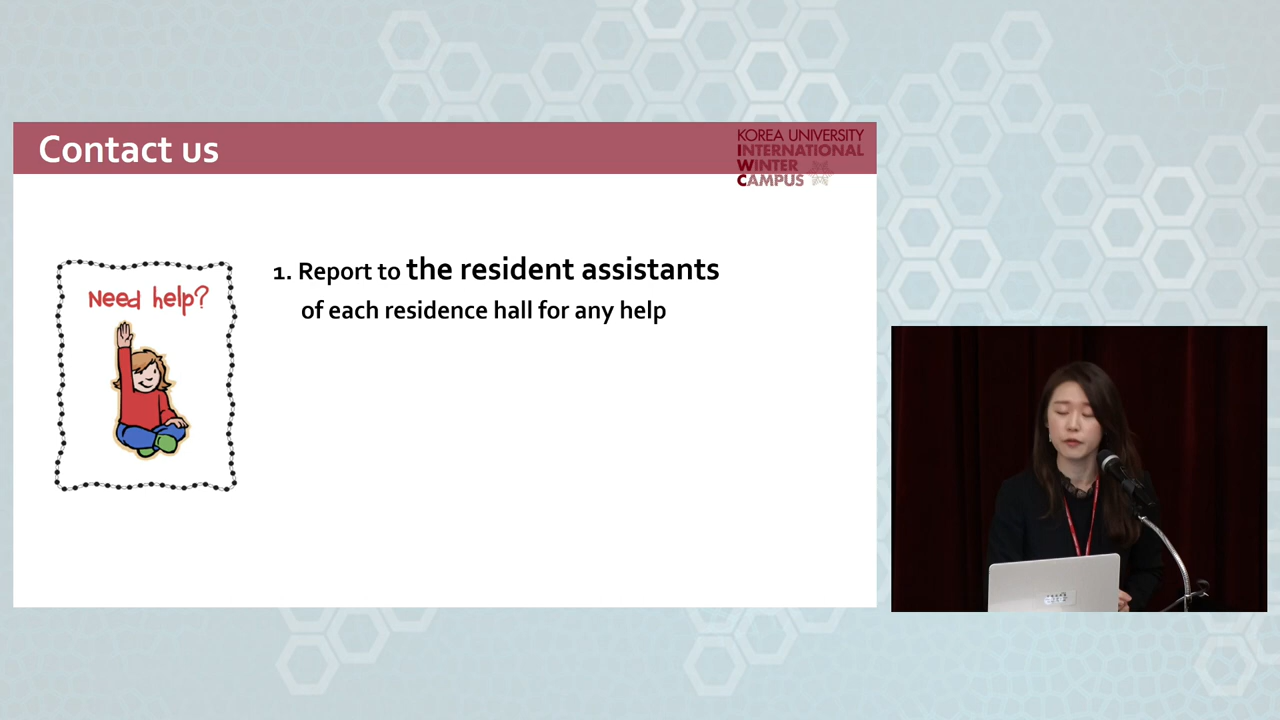 Contact us
KOREA UNIVERSITY
INTERNATIONAL
WINTER
CAMPUS
Need help?
1. Report to the resident assistants
of each residence hall for any help